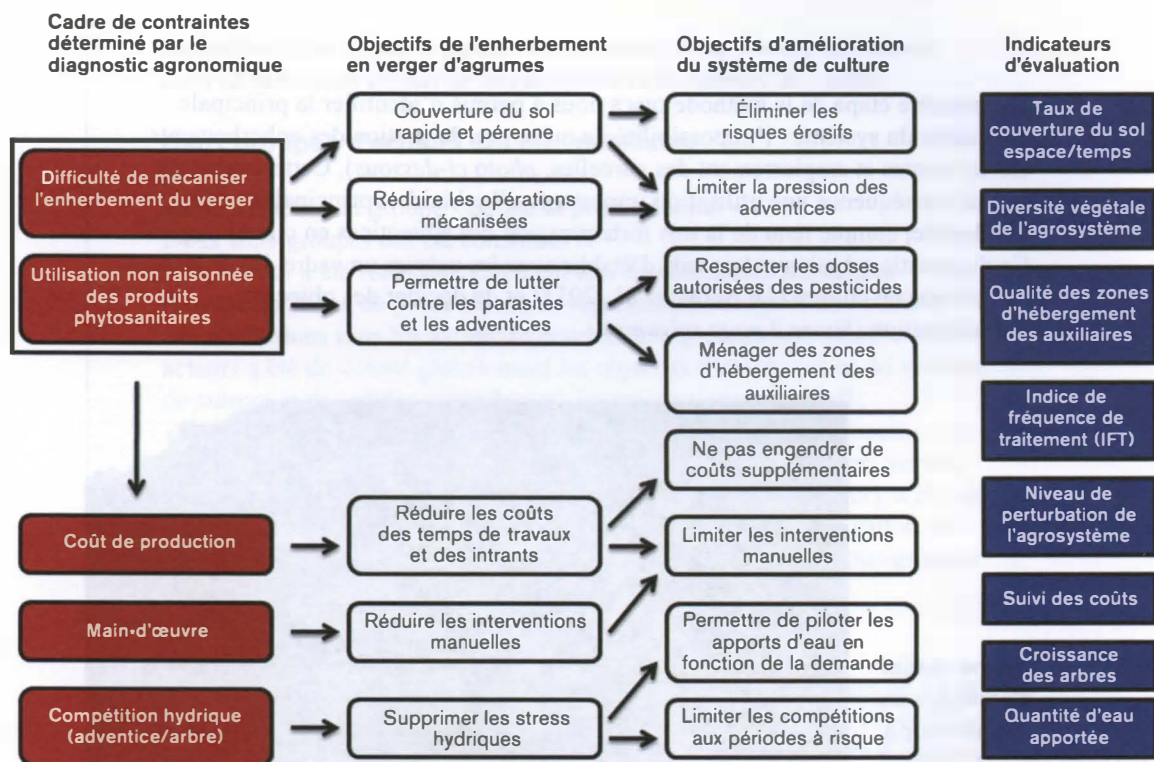 Cadre de contraintes
déterminé par le
diagnostic agronomique
Objectifs de l'enherbement
en verger d'agrumes
Objectifs d'amélioration
du système de culture
Indicateurs
d'évaluation
Difficulté de mécaniser
l'enherbement du verger
Utilisation non raisonnée
des produits
phytosanitaires
Coût de production
Main•d'œuvre
Compétition hydrique
(adventice/arbre)
Couverture du sol
rapide et pérenne
Réduire les opérations
mécanisées
Permettre de lutter
contre les parasites
et les adventices
Réduire les coûts
des temps de travaux
et des intrants
Réduire les interventions
manuelles
Supprimer les stress
hydriques
Éliminer les
risques érosifs
Limiter la pression des
adventices
Respecter les doses
autorisées des pesticides
Ménager des zones
d'hébergement des
auxiliaires
Ne pas engendrer de
coûts supplémentaires
Limiter les interventions
manuelles
Permettre de piloter les
apports d'eau en
fonction de la demande
Limiter les compétitions
aux périodes à risque
Taux de
couverture du sol
espace/temps
Diversité végétale
de l'agrosystème
Qualité des zones
d'hébergement
des auxiliaires
Indice de
fréquence de
traitement (IFT)
Niveau de
perturbation de
l'agrosystème
Suivi des coûts
Croissance
des arbres
Quantité d'eau
apportée